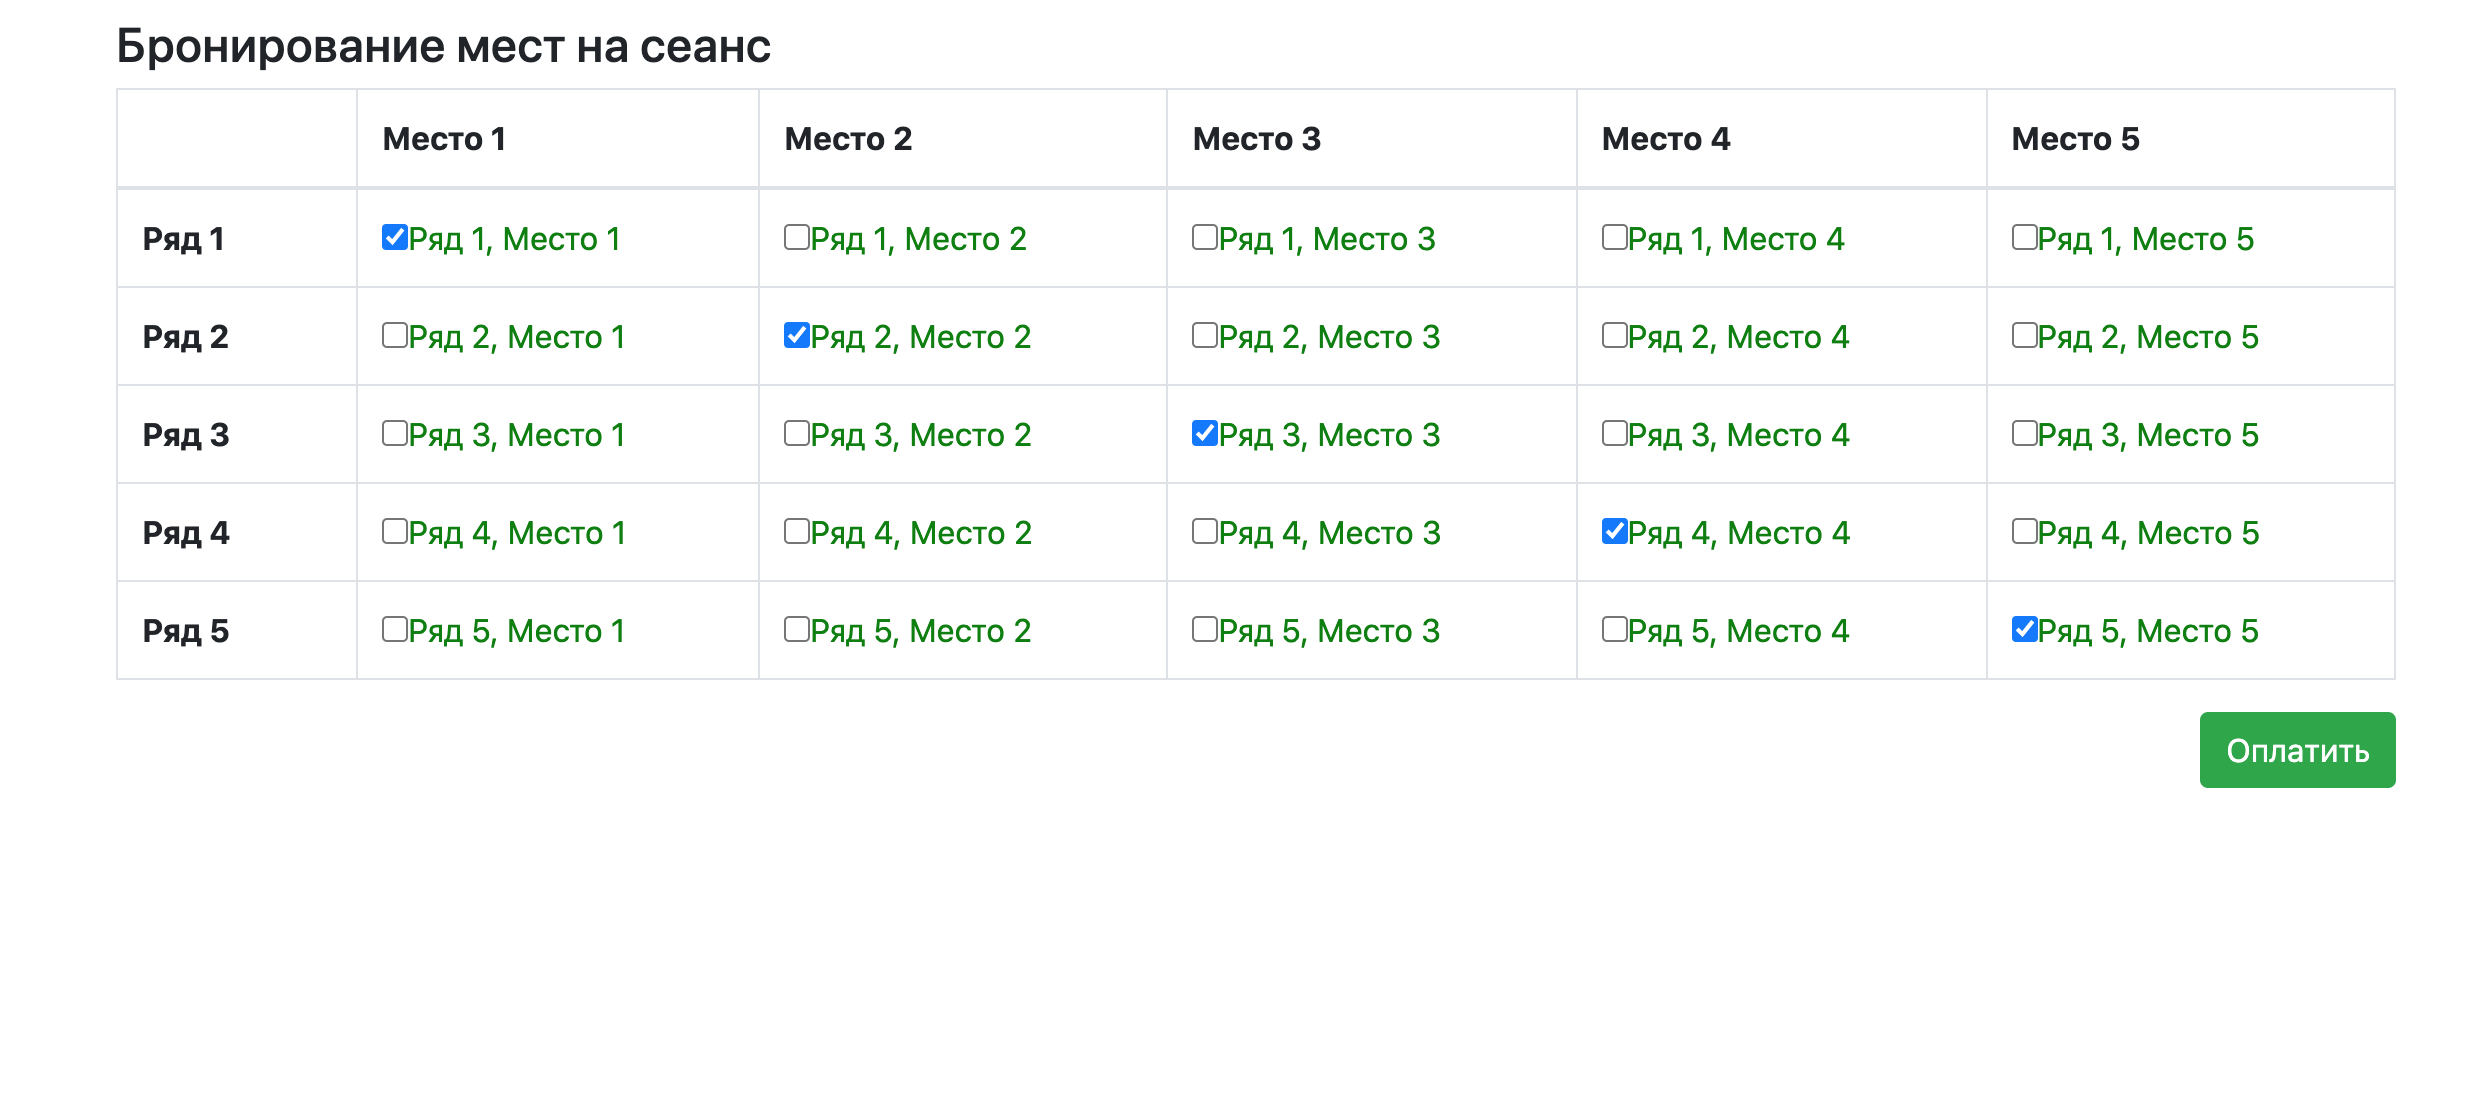 Бронирование мест на сеанс
Место 1 Место 2 Место 3 Место 4 Место 5
Ряд 1 Ряд 1, Место 1 Ряд 1, Место 2 Ряд 1, Место 3 Ряд 1, Место 4 Ряд 1, Место 5
Ряд 2 Ряд 2, Место 1 Ряд 2, Место 2 Ряд 2, Место 3 Ряд 2, Место 4 Ряд 2, Место 5
Ряд 3 Ряд 3, Место 1 Ряд 3, Место 2 Ряд 3, Место 3 Ряд 3, Место 4 Ряд 3, Место 5
Ряд 4 Ряд 4, Место 1 Ряд 4, Место 2 Ряд 4, Место 3 Ряд 4, Место 4 Ряд 4, Место 5
Ряд 5 Ряд 5, Место 1 Ряд 5, Место 2 Ряд 5, Место 3 Ряд 5, Место 4 Ряд 5, Место 5
Оплатить